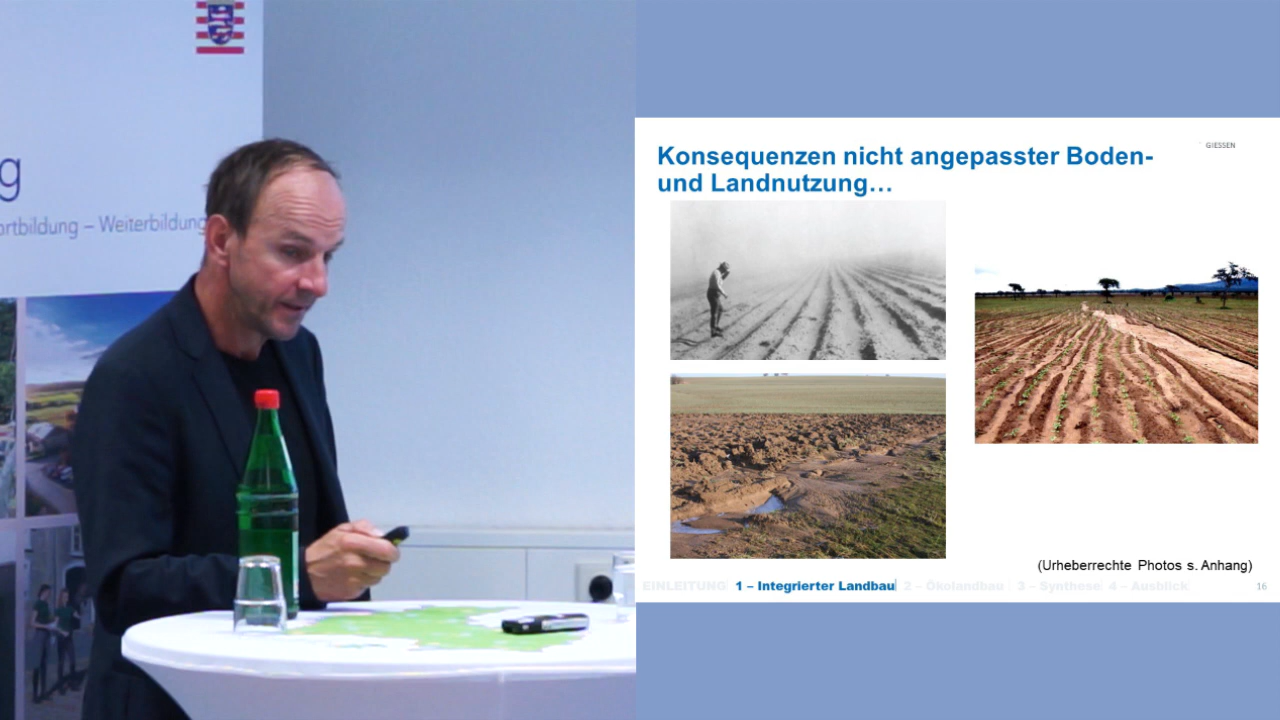 g
ortbildung – Weiterbildung
GIESSEN
Konsequenzen nicht angepasster Boden-
und Landnutzung…
(Urheberrechte Photos s. Anhang)
EINLEITUNG 1 – Integrierter Landbau 2 – Ökolandbau 3 – Synthese 4 – Ausblick 16